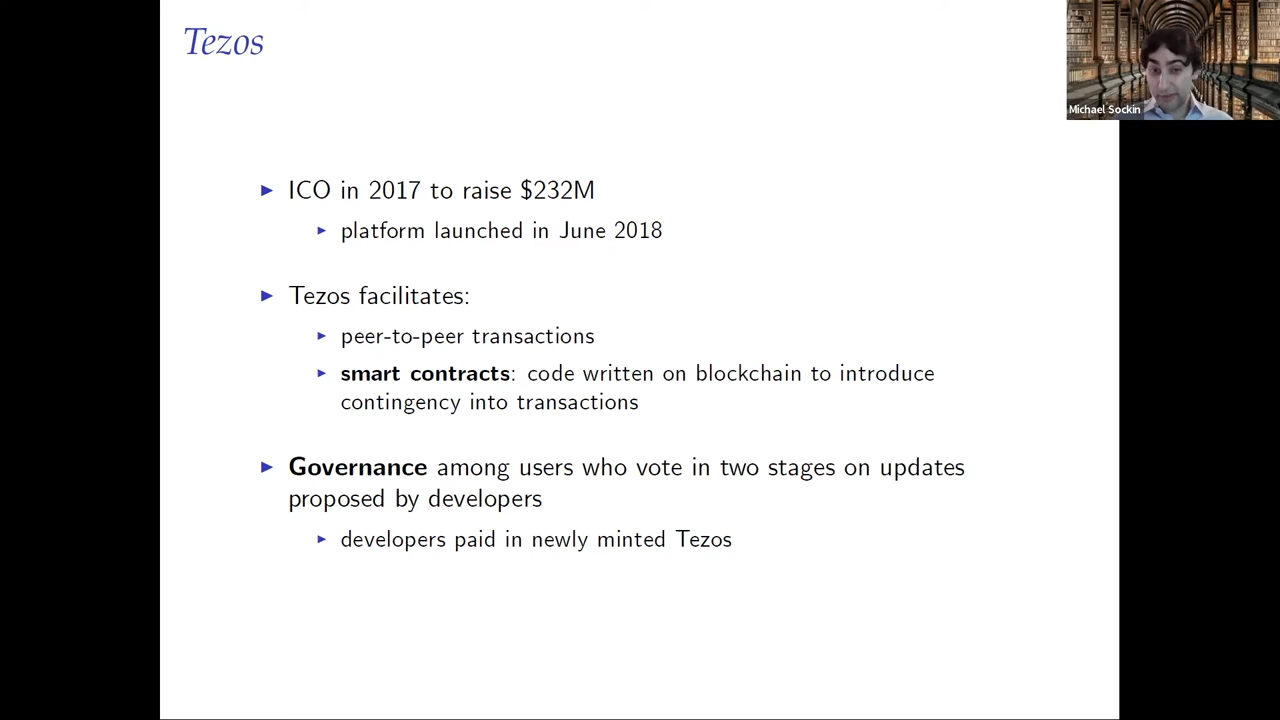 Tezos
Michael Sockin
▶ ICO in 2017 to raise $232M
▶ platform launched in June 2018
▶ Tezos facilitates:
▶ peer-to-peer transactions
▶ smart contracts: code written on blockchain to introduce
contingency into transactions
▶ Governance among users who vote in two stages on updates
proposed by developers
▶ developers paid in newly minted Tezos